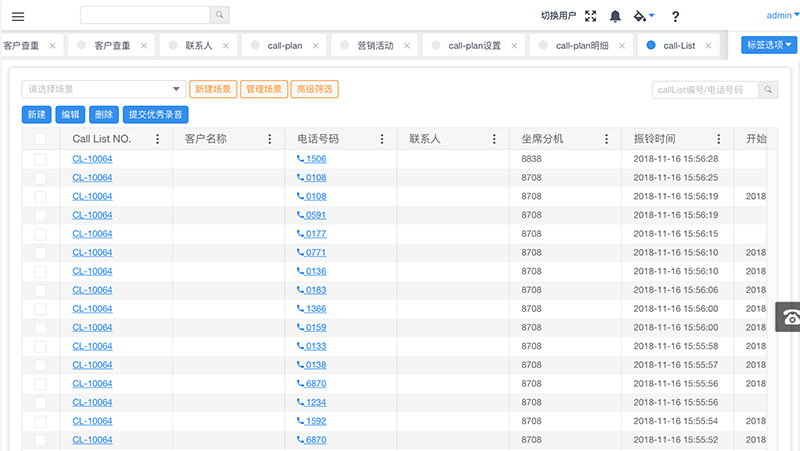 切换用户 ? admin
客户查重 × 客户查重 × 联系人 × call-plan × 营销活动 × call-plan设置 × call-plan明细 × call-List × 标签选项
请选择场景 新建场景 管理场景 高级筛选 callList编号/电话号码
新建 编辑 删除 提交优秀录音
Call List NO. 客户名称 电话号码 联系人 坐席分机 振铃时间 开始
CL-10064 1506 8838 2018-11-16 15:56:28
CL-10064 0108 8708 2018-11-16 15:56:25
CL-10064 0108 8708 2018-11-16 15:56:19 2018
CL-10064 0591 8708 2018-11-16 15:56:19
CL-10064 0177 8708 2018-11-16 15:56:15
CL-10064 0771 8708 2018-11-16 15:56:10 2018
CL-10064 0136 8708 2018-11-16 15:56:10 2018
CL-10064 0183 8708 2018-11-16 15:56:06 2018
CL-10064 1366 8708 2018-11-16 15:56:00 2018
CL-10064 0159 8708 2018-11-16 15:56:00 2018
CL-10064 0133 8708 2018-11-16 15:55:58 2018
CL-10064 0138 8708 2018-11-16 15:55:57 2018
CL-10064 6870 8708 2018-11-16 15:55:56 2018
CL-10064 1234 8708 2018-11-16 15:55:56
CL-10064 1592 8708 2018-11-16 15:55:54 2018
CL-10064 6870 8708 2018-11-16 15:55:52 2018